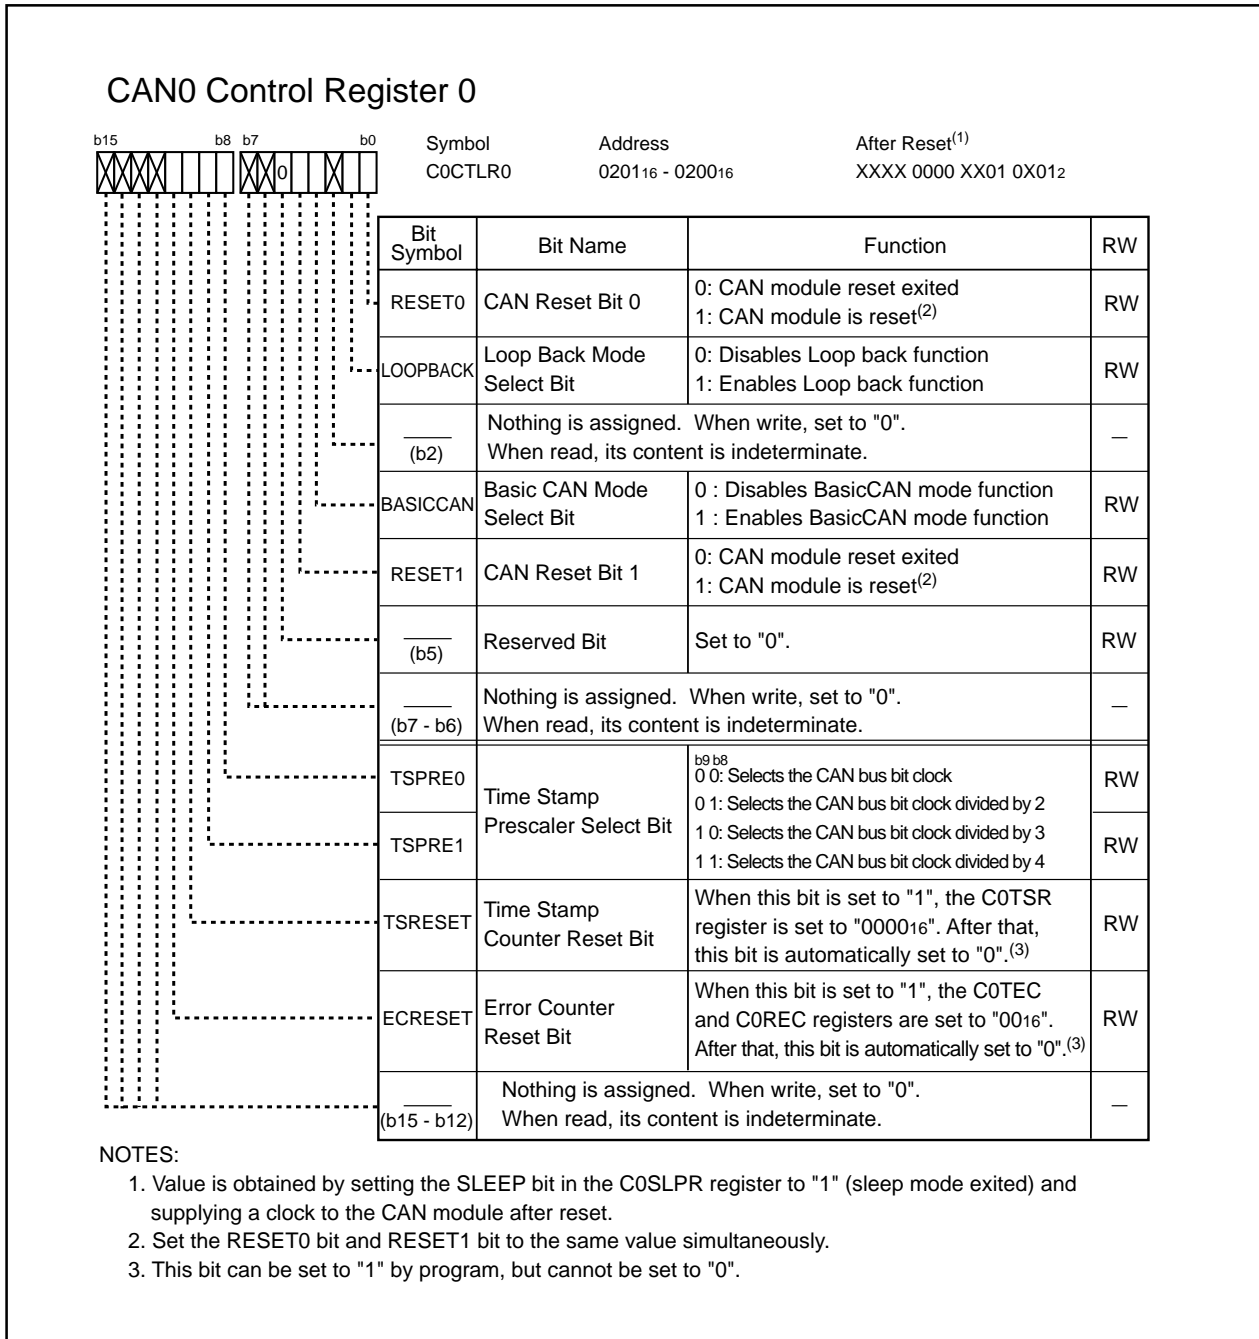 CAN0 Control Register 0
b15 b8 b7 b0
0
Symbol Address After Reset(1)
C0CTLR0 020116 - 020016 XXXX 0000 XX01 0X012
Bit Symbol Bit Name Function RW
RESET0 CAN Reset Bit 0 0: CAN module reset exited
1: CAN module is reset(2) RW
LOOPBACK Loop Back Mode Select Bit 0: Disables Loop back function
1: Enables Loop back function RW
(b2) Nothing is assigned. When write, set to "0".
When read, its content is indeterminate. —
BASICCAN Basic CAN Mode Select Bit 0 : Disables BasicCAN mode function
1 : Enables BasicCAN mode function RW
RESET1 CAN Reset Bit 1 0: CAN module reset exited
1: CAN module is reset(2) RW
(b5) Reserved Bit Set to "0". RW
(b7 - b6) Nothing is assigned. When write, set to "0".
When read, its content is indeterminate. —
b9 b8
TSPRE0 Time Stamp Prescaler Select Bit 0 0: Selects the CAN bus bit clock RW
0 1: Selects the CAN bus bit clock divided by 2
TSPRE1 1 0: Selects the CAN bus bit clock divided by 3 RW
1 1: Selects the CAN bus bit clock divided by 4
TSRESET Time Stamp Counter Reset Bit When this bit is set to "1", the C0TSR
register is set to "000016". After that,
this bit is automatically set to "0".(3) RW
ECRESET Error Counter Reset Bit When this bit is set to "1", the C0TEC
and C0REC registers are set to "0016".
After that, this bit is automatically set to "0".(3) RW
(b15 - b12) Nothing is assigned. When write, set to "0".
When read, its content is indeterminate. —
NOTES:
1. Value is obtained by setting the SLEEP bit in the C0SLPR register to "1" (sleep mode exited) and
supplying a clock to the CAN module after reset.
2. Set the RESET0 bit and RESET1 bit to the same value simultaneously.
3. This bit can be set to "1" by program, but cannot be set to "0".